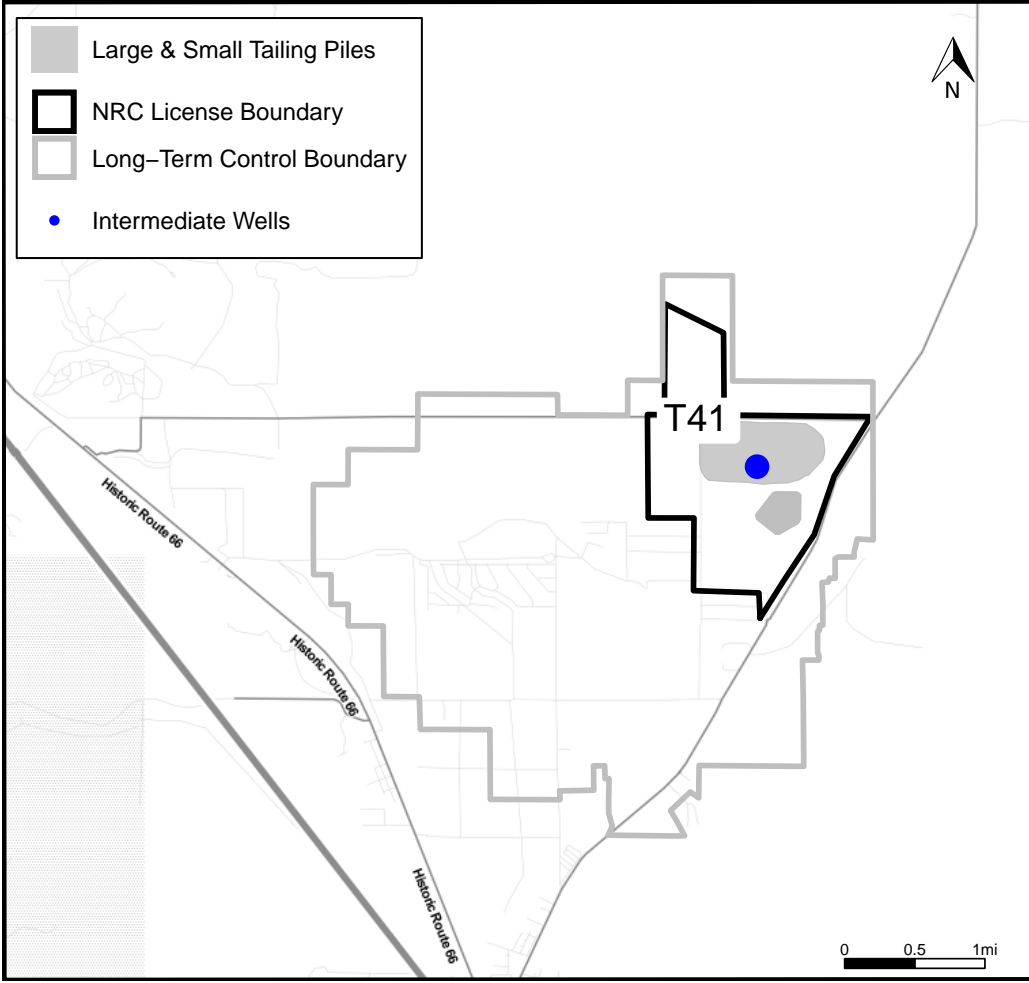 Large & Small Tailing Piles
NRC License Boundary
Long−Term Control Boundary
Intermediate Wells
N
T41
Historic Route 66
Historic Route 66
Historic Route 66
0 0.5 1mi